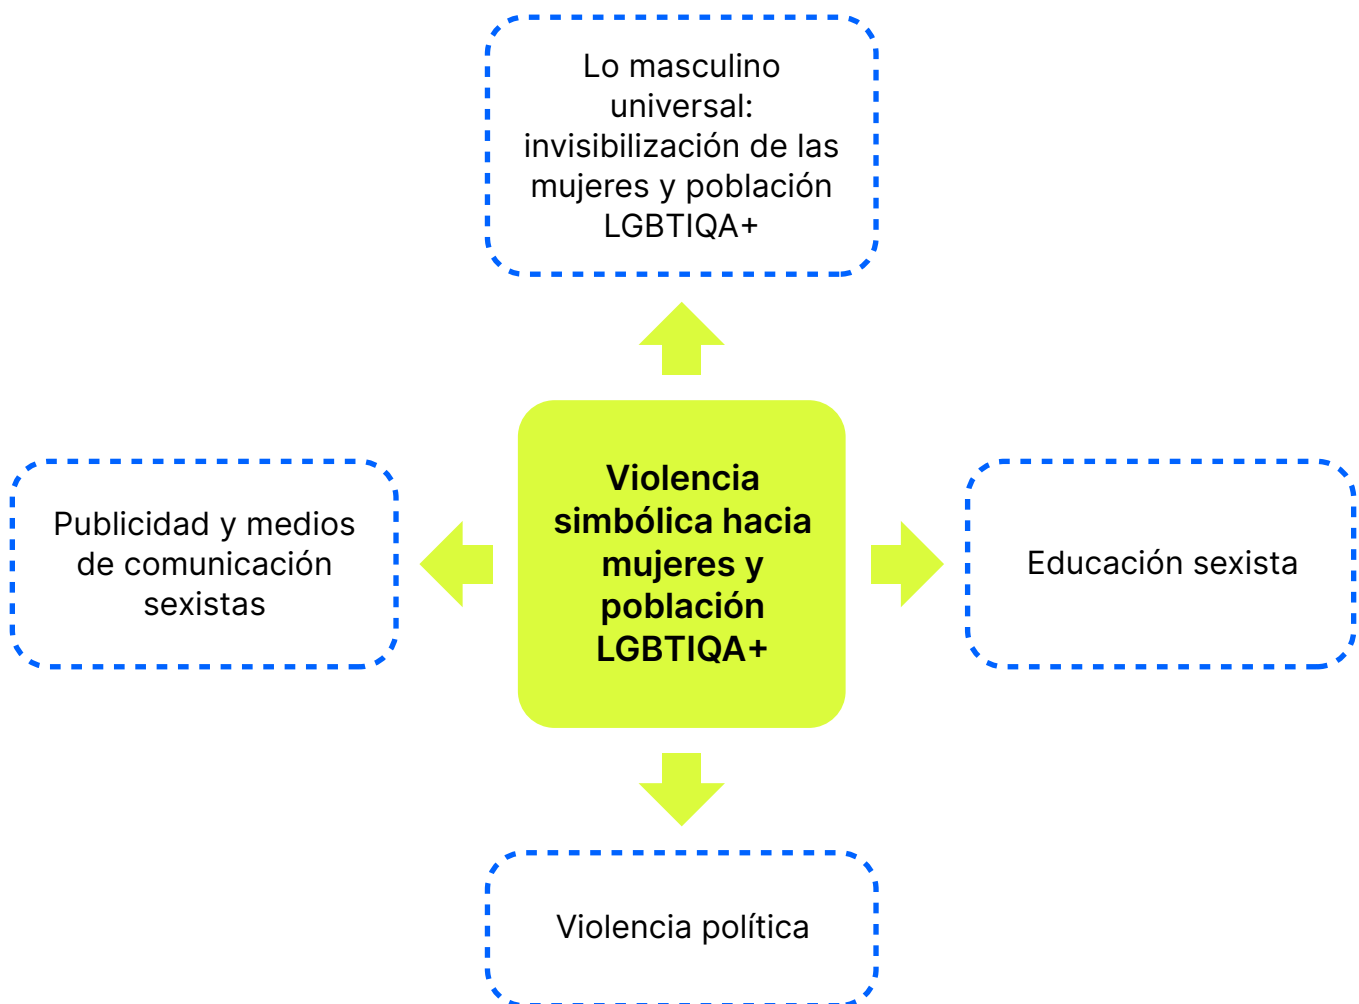 Lo masculino
universal:
invisibilización de las
mujeres y población
LGBTIQA+
Publicidad y medios
de comunicación
sexistas
Violencia
simbólica hacia
mujeres y
población
LGBTIQA+
Educación sexista
Violencia política